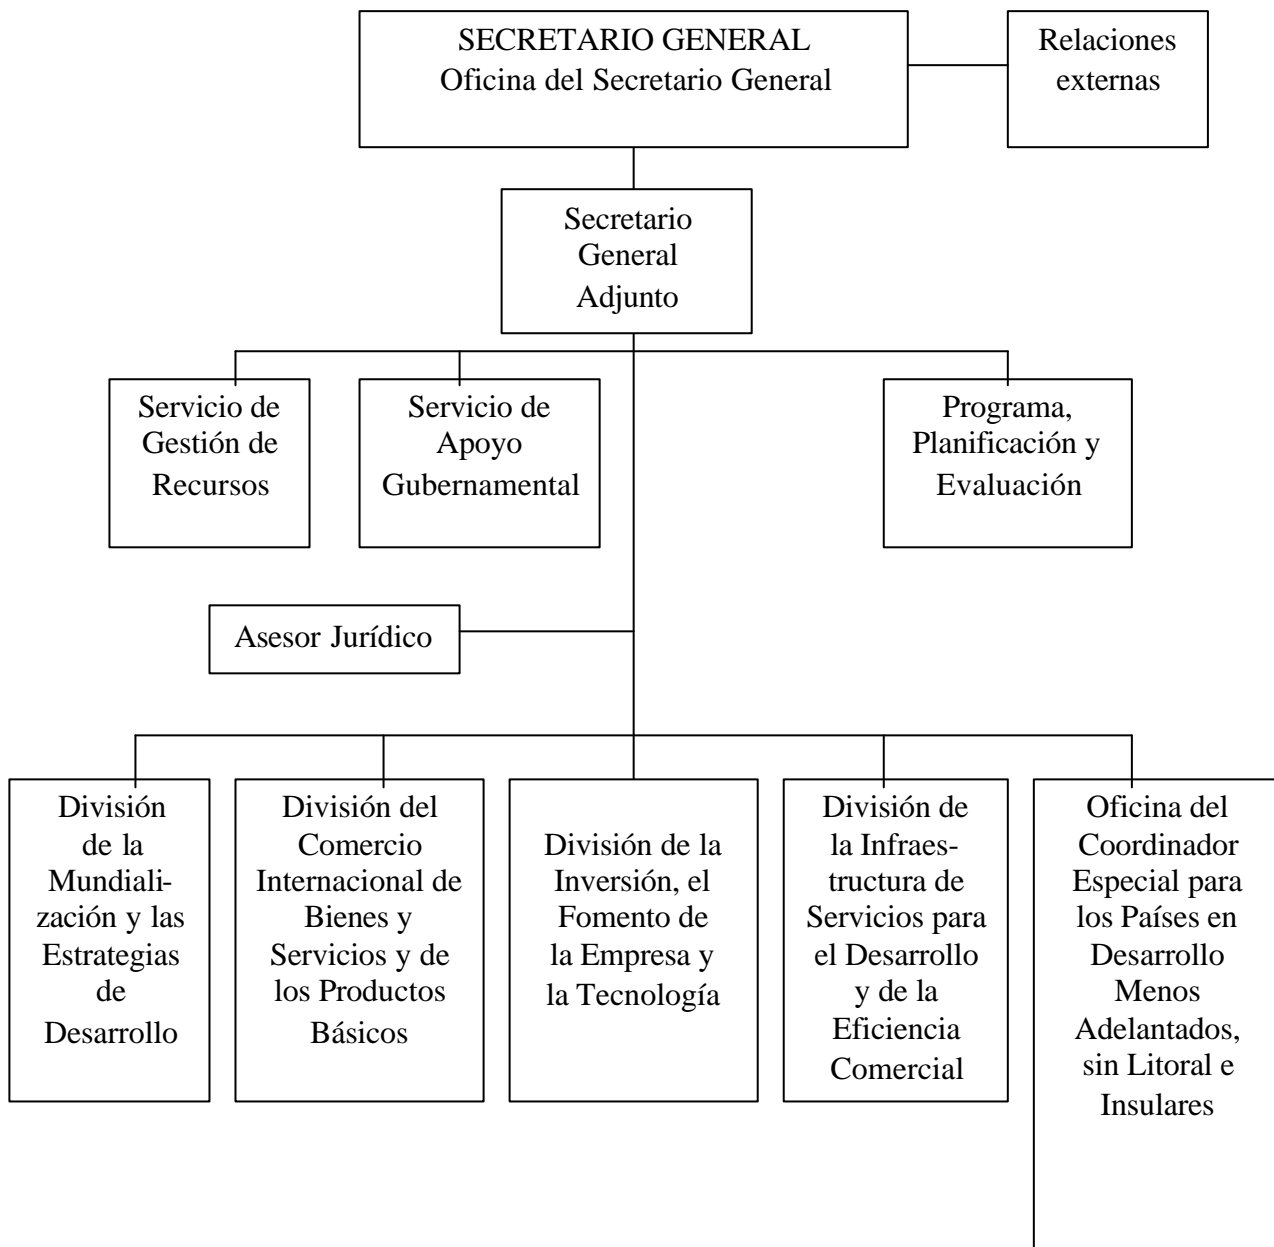 SECRETARIO GENERAL
Oficina del Secretario General
Relaciones
externas
Secretario
General
Adjunto
Servicio de
Gestión de
Recursos
Servicio de
Apoyo
Gubernamental
Programa,
Planificación y
Evaluación
Asesor Jurídico
División
de la
Mundiali-
zación y las
Estrategias
de
Desarrollo
División del
Comercio
Internacional de
Bienes y
Servicios y de
los Productos
Básicos
División de la
Inversión, el
Fomento de
la Empresa y
la Tecnología
División de
la Infraes-
tructura de
Servicios para
el Desarrollo
y de la
Eficiencia
Comercial
Oficina del
Coordinador
Especial para
los Países en
Desarrollo
Menos
Adelantados,
sin Litoral e
Insulares